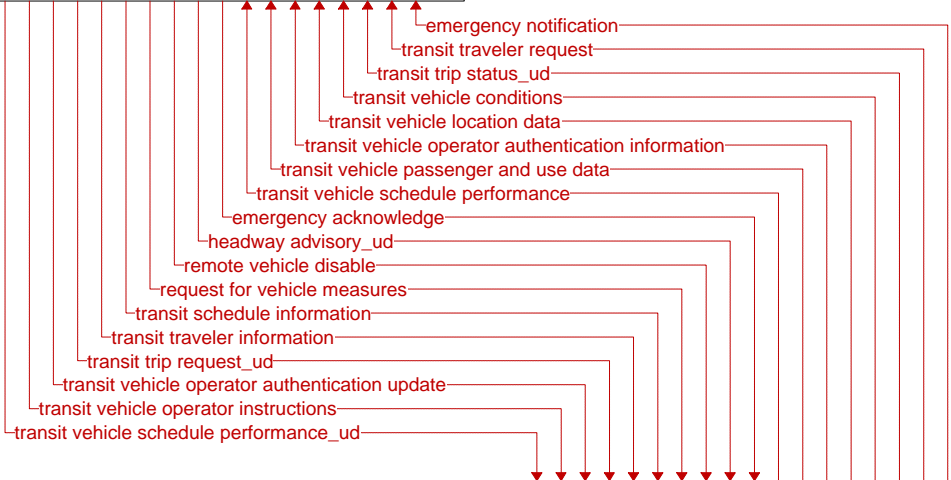 emergency notification
transit traveler request
transit trip status_ud
transit vehicle conditions
transit vehicle location data
transit vehicle operator authentication information
transit vehicle passenger and use data
transit vehicle schedule performance
emergency acknowledge
headway advisory_ud
remote vehicle disable
request for vehicle measures
transit schedule information
transit traveler information
transit trip request_ud
transit vehicle operator authentication update
transit vehicle operator instructions
transit vehicle schedule performance_ud